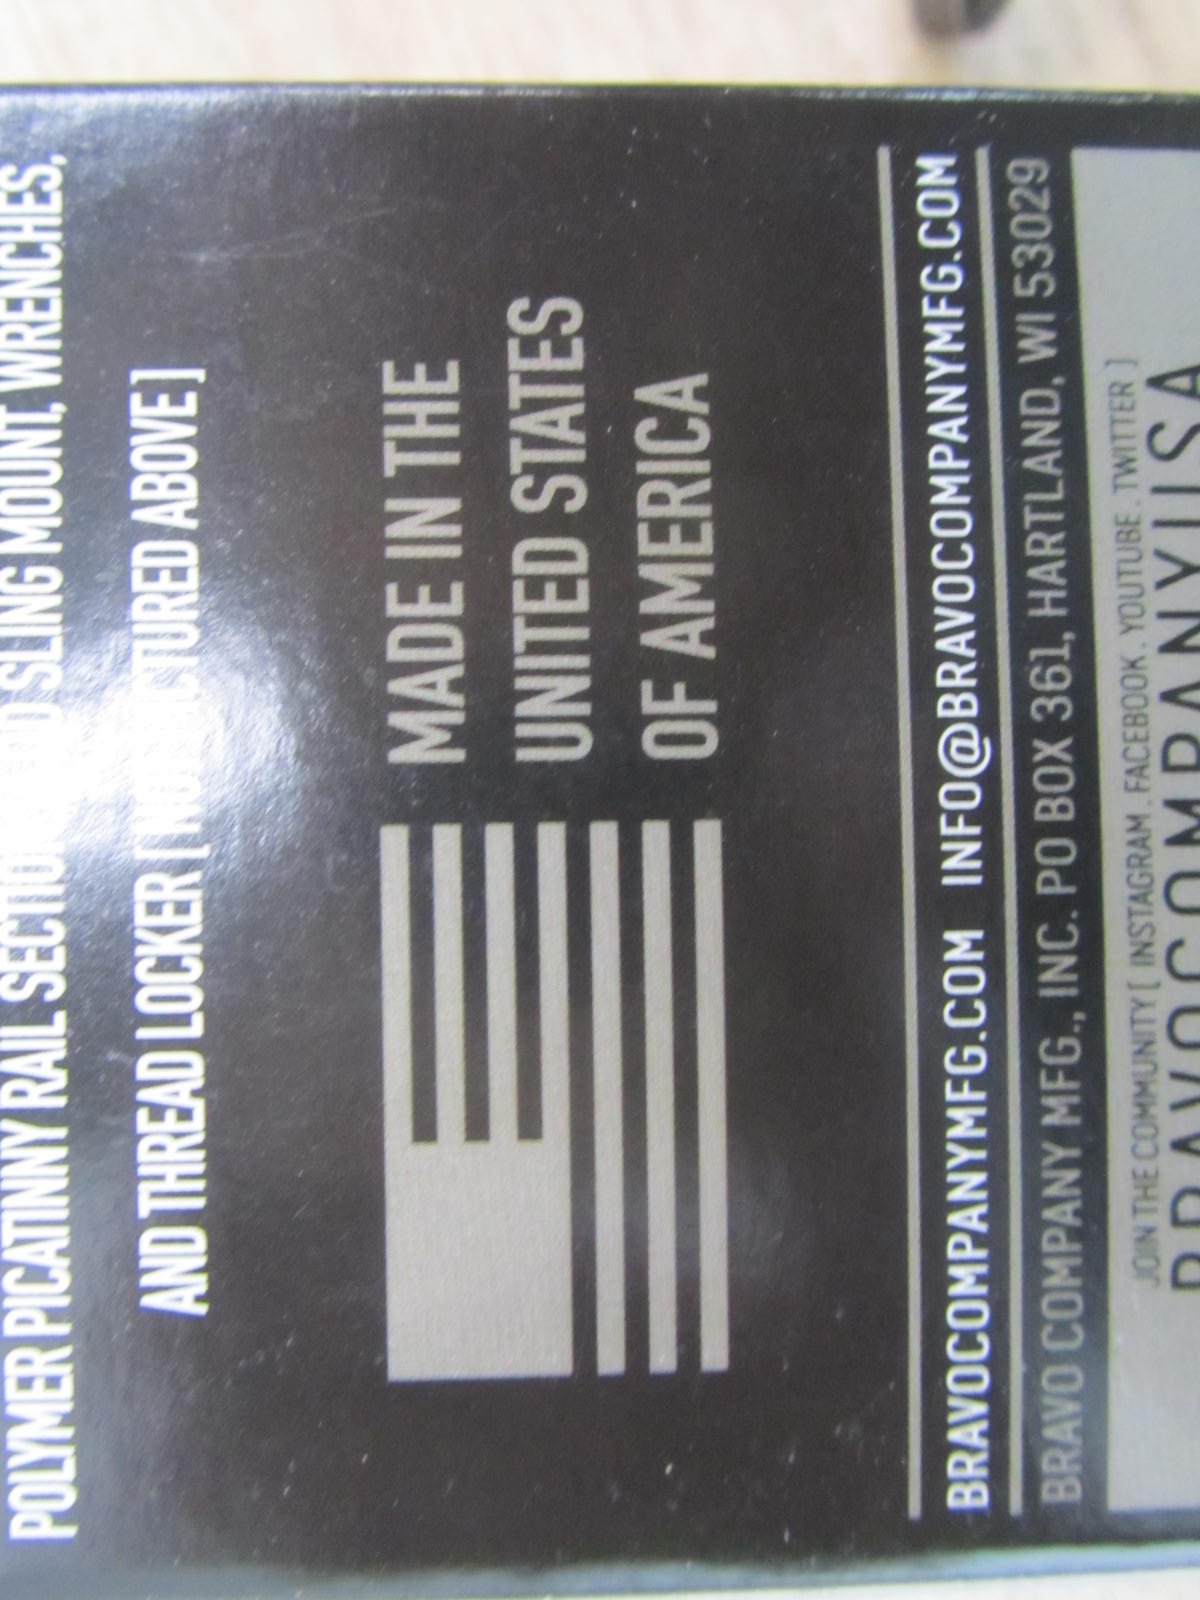 POLYMER PICATINNY RAIL SECTION, SLING MOUNT, WRENCHES,
AND THREAD LOCKER [ ABOVE ]
MADE IN THE
UNITED STATES
OF AMERICA
BRAVOCOMPANYMFG.COM INFO@BRAVOCOMPANYMFG.COM
BRAVO COMPANY MFG., INC. PO BOX 361, HARTLAND, WI 53029
JOIN THE COMMUNITY [ INSTAGRAM . FACEBOOK . YOUTUBE . TWITTER ]
BRAVOCOMPANYUSA